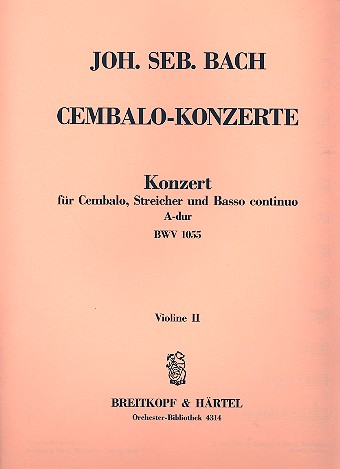 JOH. SEB. BACH
CEMBALO-KONZERTE
Konzert
für Cembalo, Streicher und Basso continuo
A-dur
BWV 1055
Violine II
BREITKOPF & HÄRTEL
Orchester-Bibliothek 4314